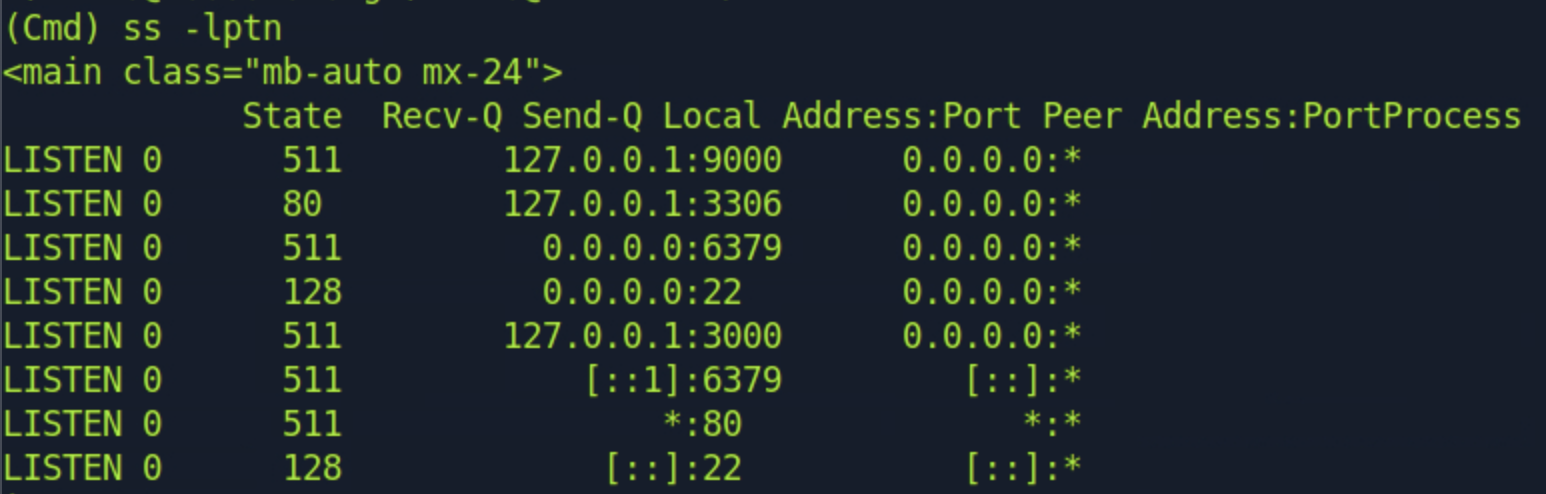 (Cmd) ss -lptn
<main class="mb-auto mx-24">
State Recv-Q Send-Q Local Address:Port Peer Address:PortProcess
LISTEN 0 511 127.0.0.1:9000 0.0.0.0:*
LISTEN 0 80 127.0.0.1:3306 0.0.0.0:*
LISTEN 0 511 0.0.0.0:6379 0.0.0.0:*
LISTEN 0 128 0.0.0.0:22 0.0.0.0:*
LISTEN 0 511 127.0.0.1:3000 0.0.0.0:*
LISTEN 0 511 [::1]:6379 [::]:*
LISTEN 0 511 *:80 *:*
LISTEN 0 128 [::]:22 [::]:*